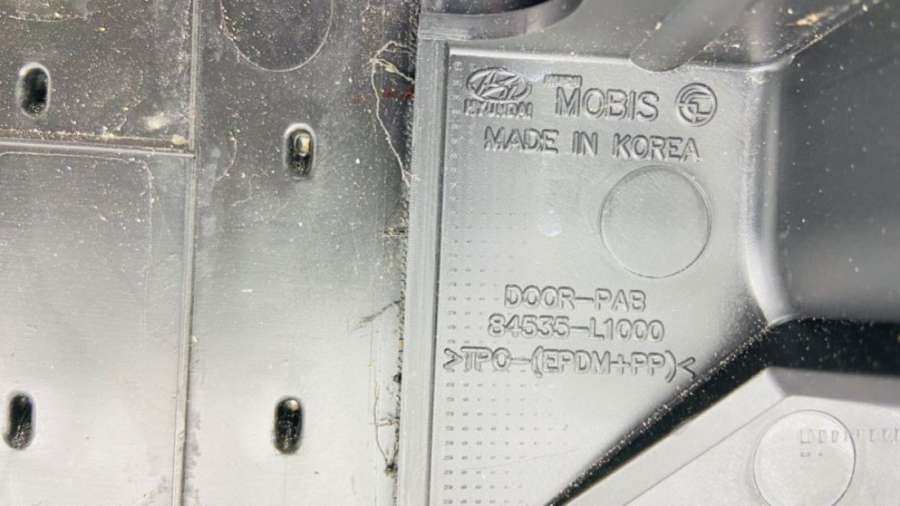 HYUNDAI
MOBIS
MADE IN KOREA
DOOR-PAB
84535-L1000
>TPO-(EPDM+PP)<